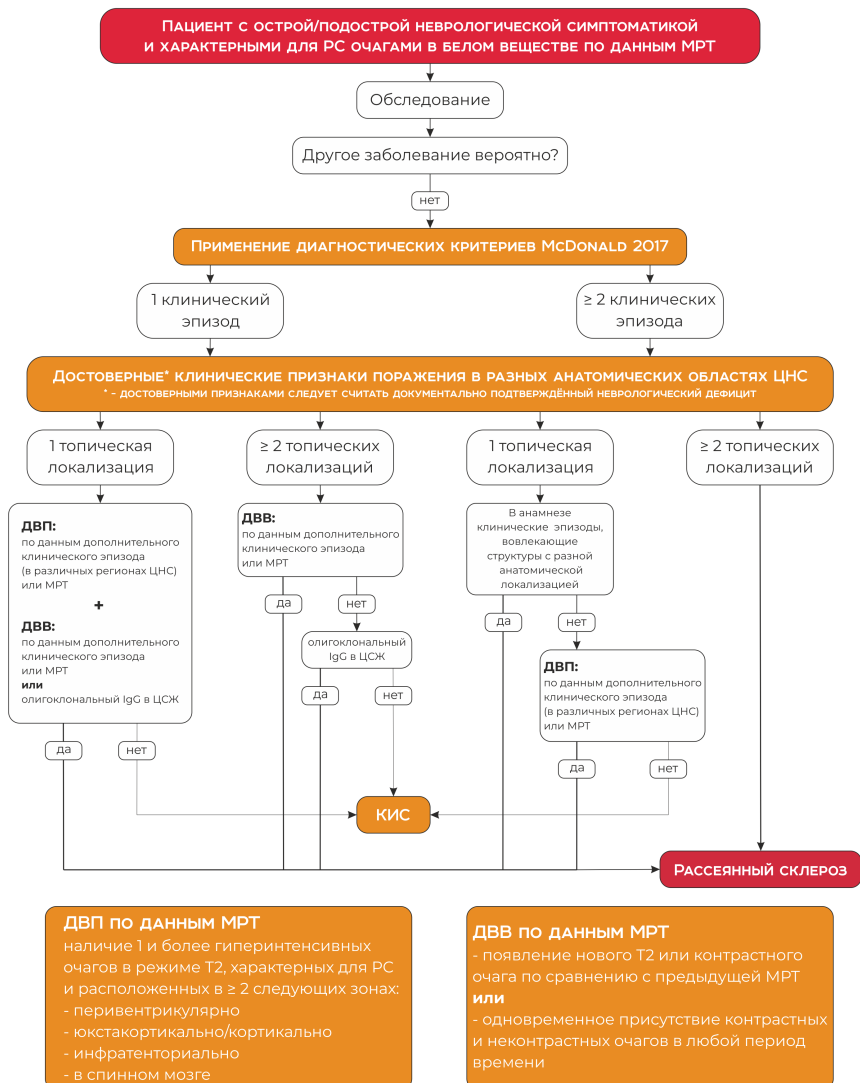 Пациент с острой/подострой неврологической симптоматикой
и характерными для РС очагами в белом веществе по данным МРТ
Обследование
Другое заболевание вероятно?
нет
Применение диагностических критериев McDonald 2017
1 клинический
эпизод
≥ 2 клинических
эпизода
Достоверные* клинические признаки поражения в разных анатомических областях ЦНС
* - достоверными признаками следует считать документально подтверждённый неврологический дефицит
1 топическая
локализация
≥ 2 топических
локализаций
1 топическая
локализация
≥ 2 топических
локализаций
ДВП:
по данным дополнительного
клинического эпизода
(в различных регионах ЦНС)
или МРТ
+
ДВВ:
по данным дополнительного
клинического эпизода
или МРТ
или
олигоклональный IgG в ЦСЖ
ДВВ:
по данным дополнительного
клинического эпизода
или МРТ
В анамнезе
клинические эпизоды,
вовлекающие
структуры с разной
анатомической
локализацией
да
нет
да
нет
олигоклональный
IgG в ЦСЖ
да
нет
ДВП:
по данным дополнительного
клинического эпизода
(в различных регионах ЦНС)
или МРТ
да
нет
да
нет
КИС
Рассеянный склероз
ДВП по данным МРТ
наличие 1 и более гиперинтенсивных
очагов в режиме Т2, характерных для РС
и расположенных в ≥ 2 следующих зонах:
- перивентрикулярно
- юкстакортикально/кортикально
- инфратенториально
- в спинном мозге
ДВВ по данным МРТ
- появление нового Т2 или контрастного
очага по сравнению с предыдущей МРТ
или
- одновременное присутствие контрастных
и неконтрастных очагов в любой период
времени